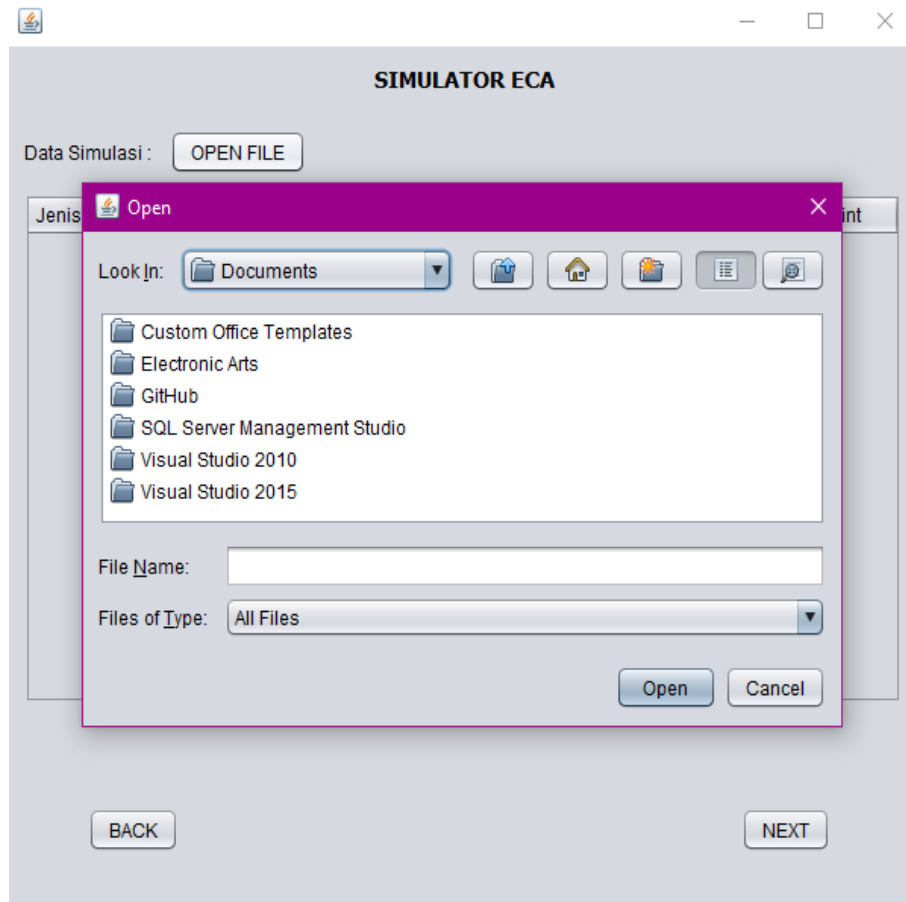 SIMULATOR ECA
Data Simulasi : OPEN FILE
Jenis
int
Open
Look In: Documents
Custom Office Templates
Electronic Arts
GitHub
SQL Server Management Studio
Visual Studio 2010
Visual Studio 2015
File Name:
Files of Type: All Files
Open Cancel
BACK NEXT